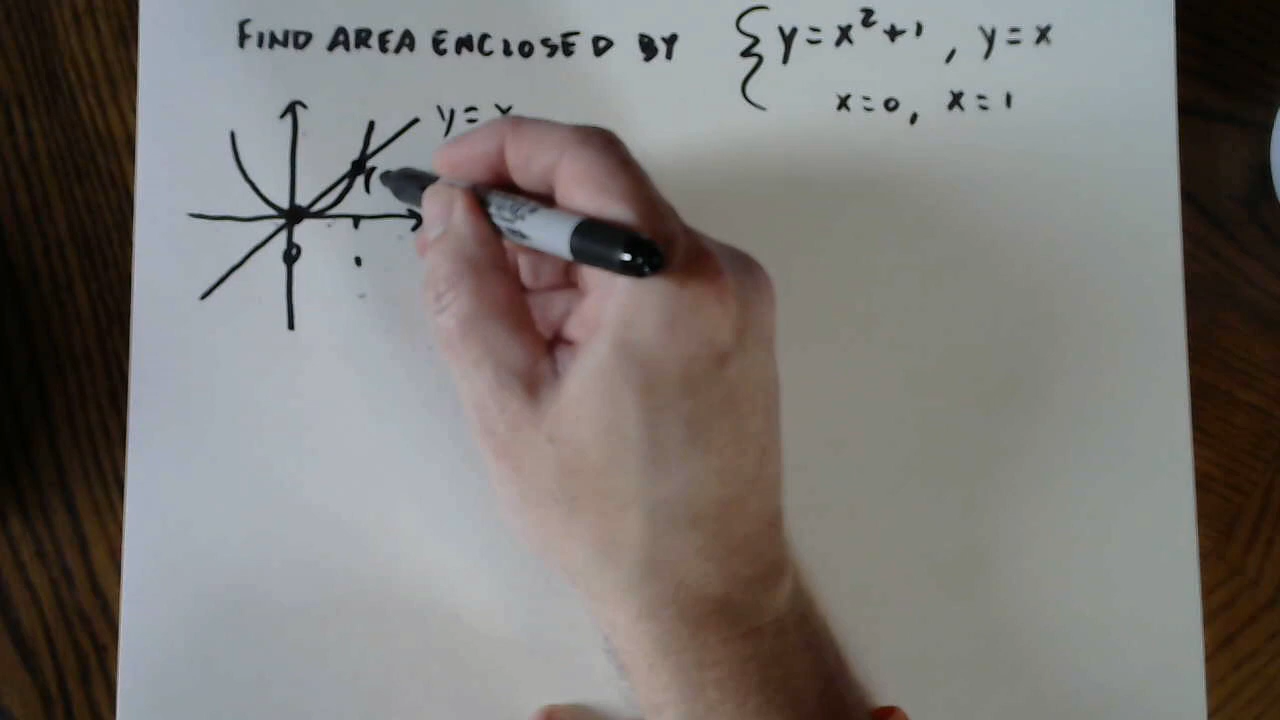 FIND AREA ENCLOSED BY { y = x² + 1 , y = x
x = 0 , x = 1
y = x